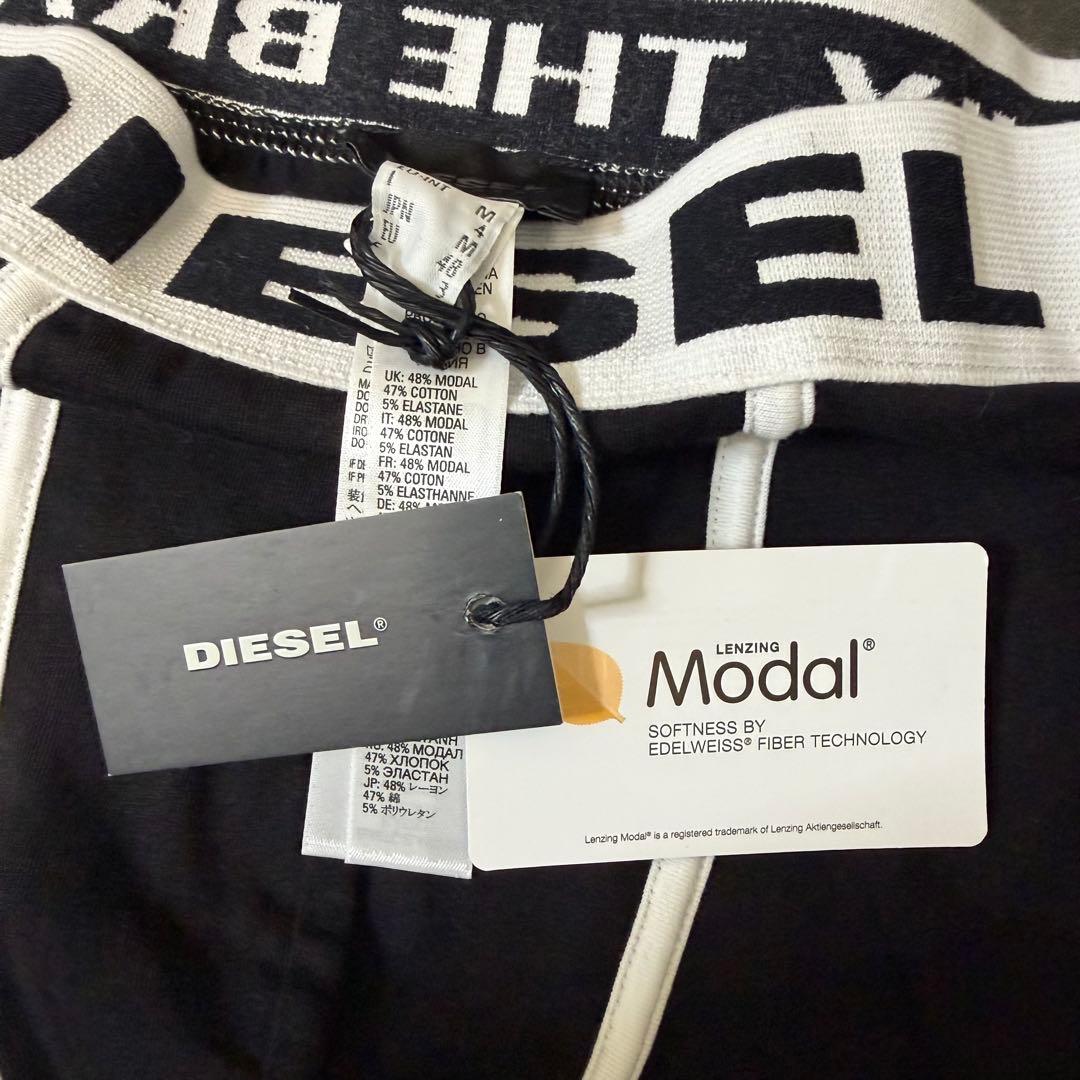 THE BR
DIESEL
M
M
UK: 48% MODAL
47% COTTON
5% ELASTANE
IT: 48% MODAL
47% COTONE
5% ELASTAN
FR: 48% MODAL
47% COTON
5% ELASTHANNE
DE: 48%
DIESEL®
LENZING
Modal®
SOFTNESS BY
EDELWEISS® FIBER TECHNOLOGY
RU: 48% МОДАЛ
47% ХЛОПОК
5% ЭЛАСТАН
JP: 48% レーヨン
47% 綿
5% ポリウレタン
Lenzing Modal® is a registered trademark of Lenzing Aktiengesellschaft.